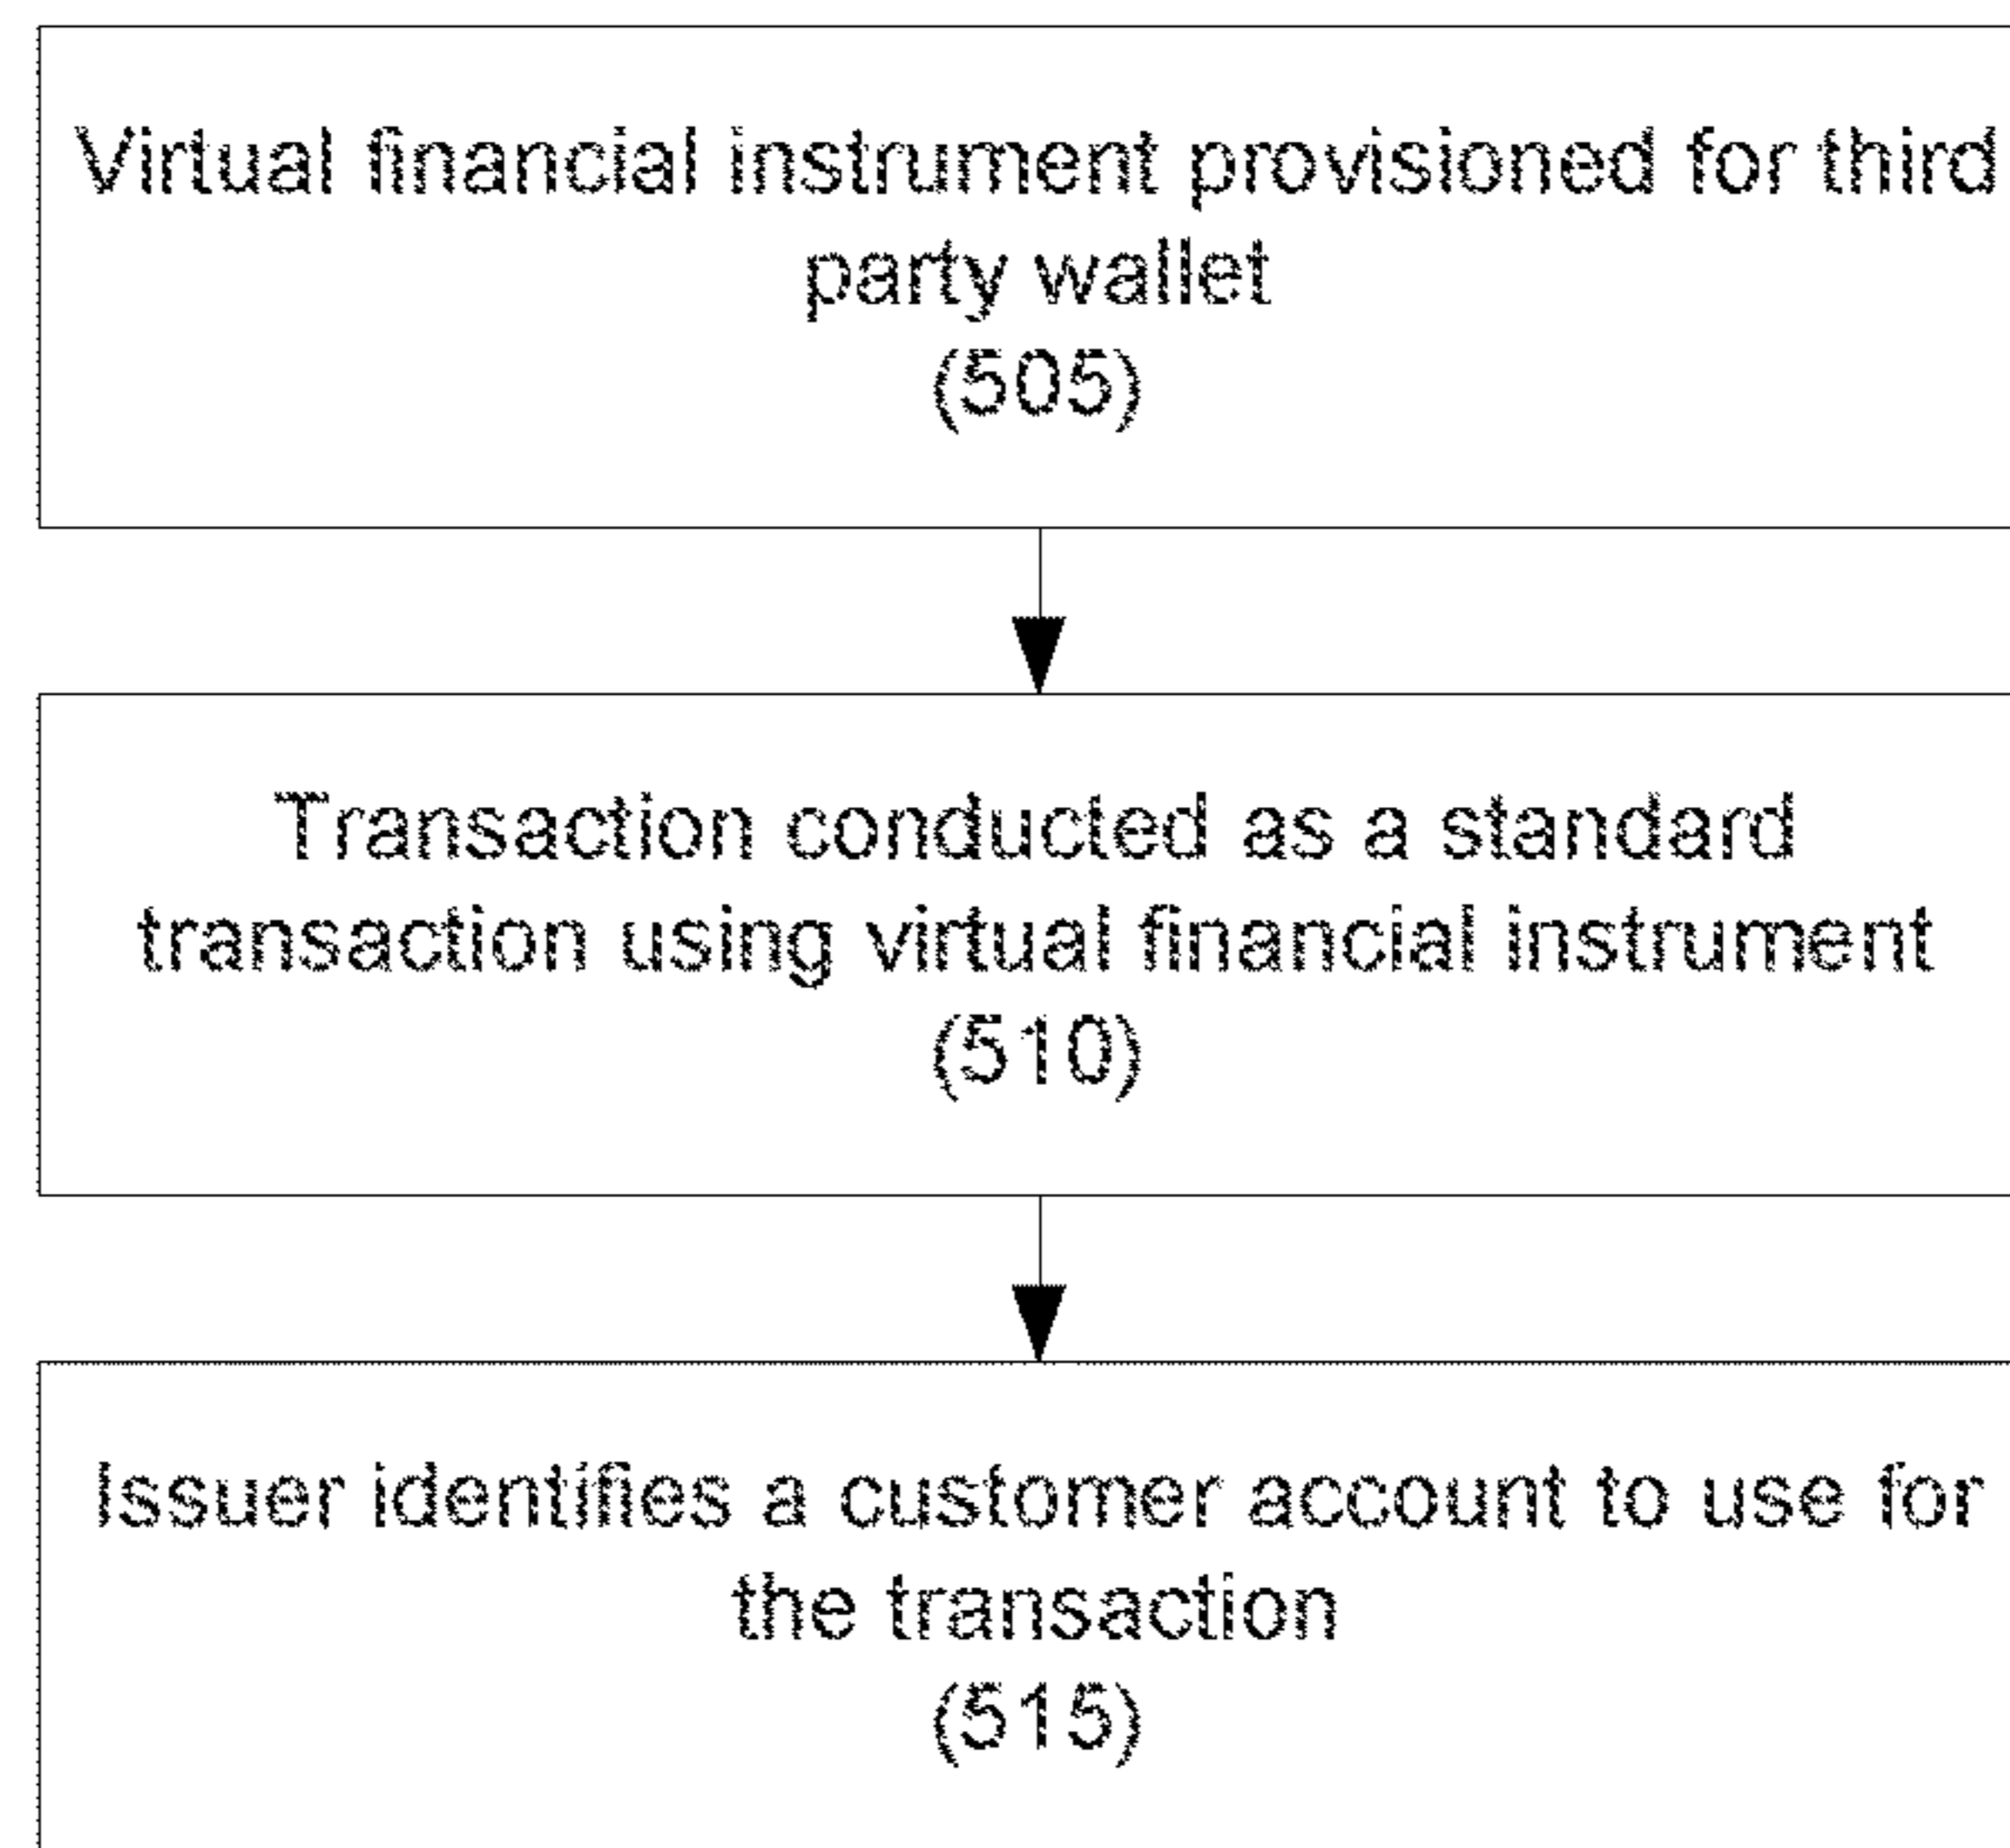 Virtual financial instrument provisioned for third
party wallet
(505)
Transaction conducted as a standard
transaction using virtual financial instrument
(510)
Issuer identifies a customer account to use for
the transaction
(515)